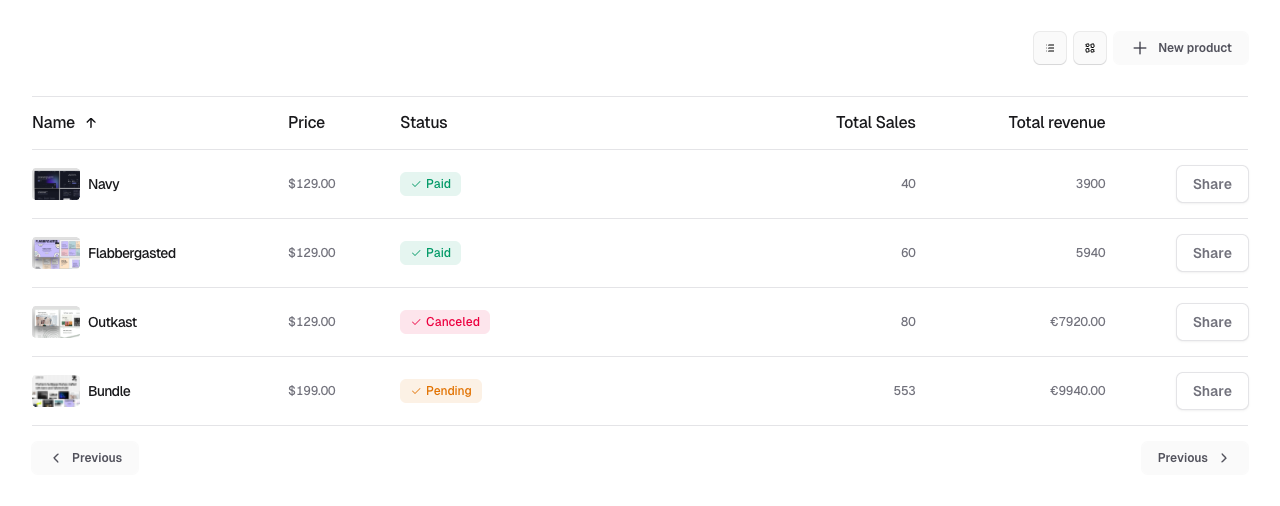 New product
Name Price Status Total Sales Total revenue
Navy $129.00 Paid 40 3900 Share
Flabbergasted $129.00 Paid 60 5940 Share
Outkast $129.00 Canceled 80 €7920.00 Share
Bundle $199.00 Pending 553 €9940.00 Share
Previous Previous